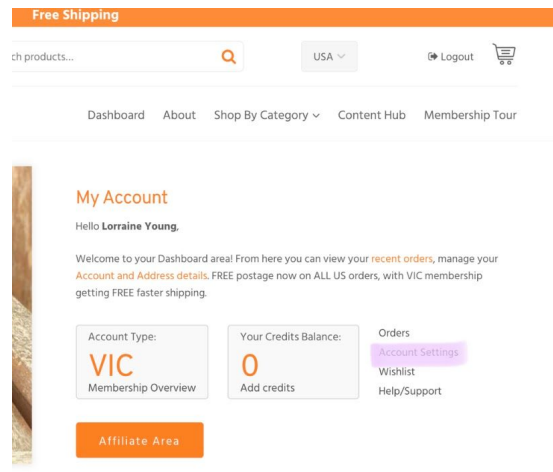 Free Shipping
ch products...
USA
Logout
Dashboard About Shop By Category Content Hub Membership Tour
My Account
Hello Lorraine Young,
Welcome to your Dashboard area! From here you can view your recent orders, manage your
Account and Address details. FREE postage now on ALL US orders, with VIC membership
getting FREE faster shipping.
Account Type:
VIC
Membership Overview
Your Credits Balance:
0
Add credits
Orders
Account Settings
Wishlist
Help/Support
Affiliate Area